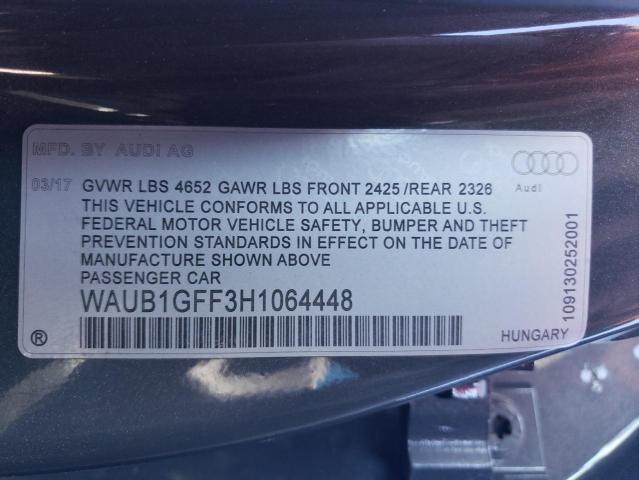 MFD. BY AUDI AG
03/17 GVWR LBS 4652 GAWR LBS FRONT 2425 /REAR 2326
THIS VEHICLE CONFORMS TO ALL APPLICABLE U.S.
FEDERAL MOTOR VEHICLE SAFETY, BUMPER AND THEFT
PREVENTION STANDARDS IN EFFECT ON THE DATE OF
MANUFACTURE SHOWN ABOVE
PASSENGER CAR
WAUB1GFF3H1064448
®
Audi
109130252001
HUNGARY